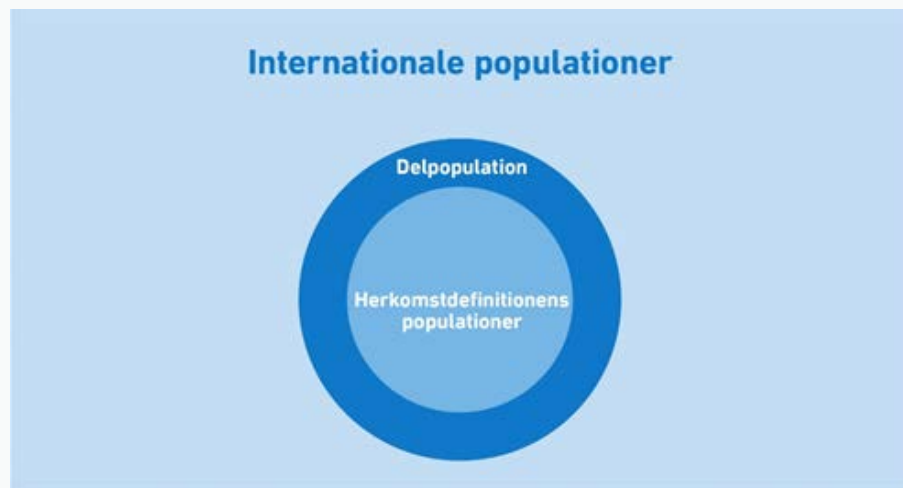 Internationale populationer
Delpopulation
Herkomstdefinitionens
populationer